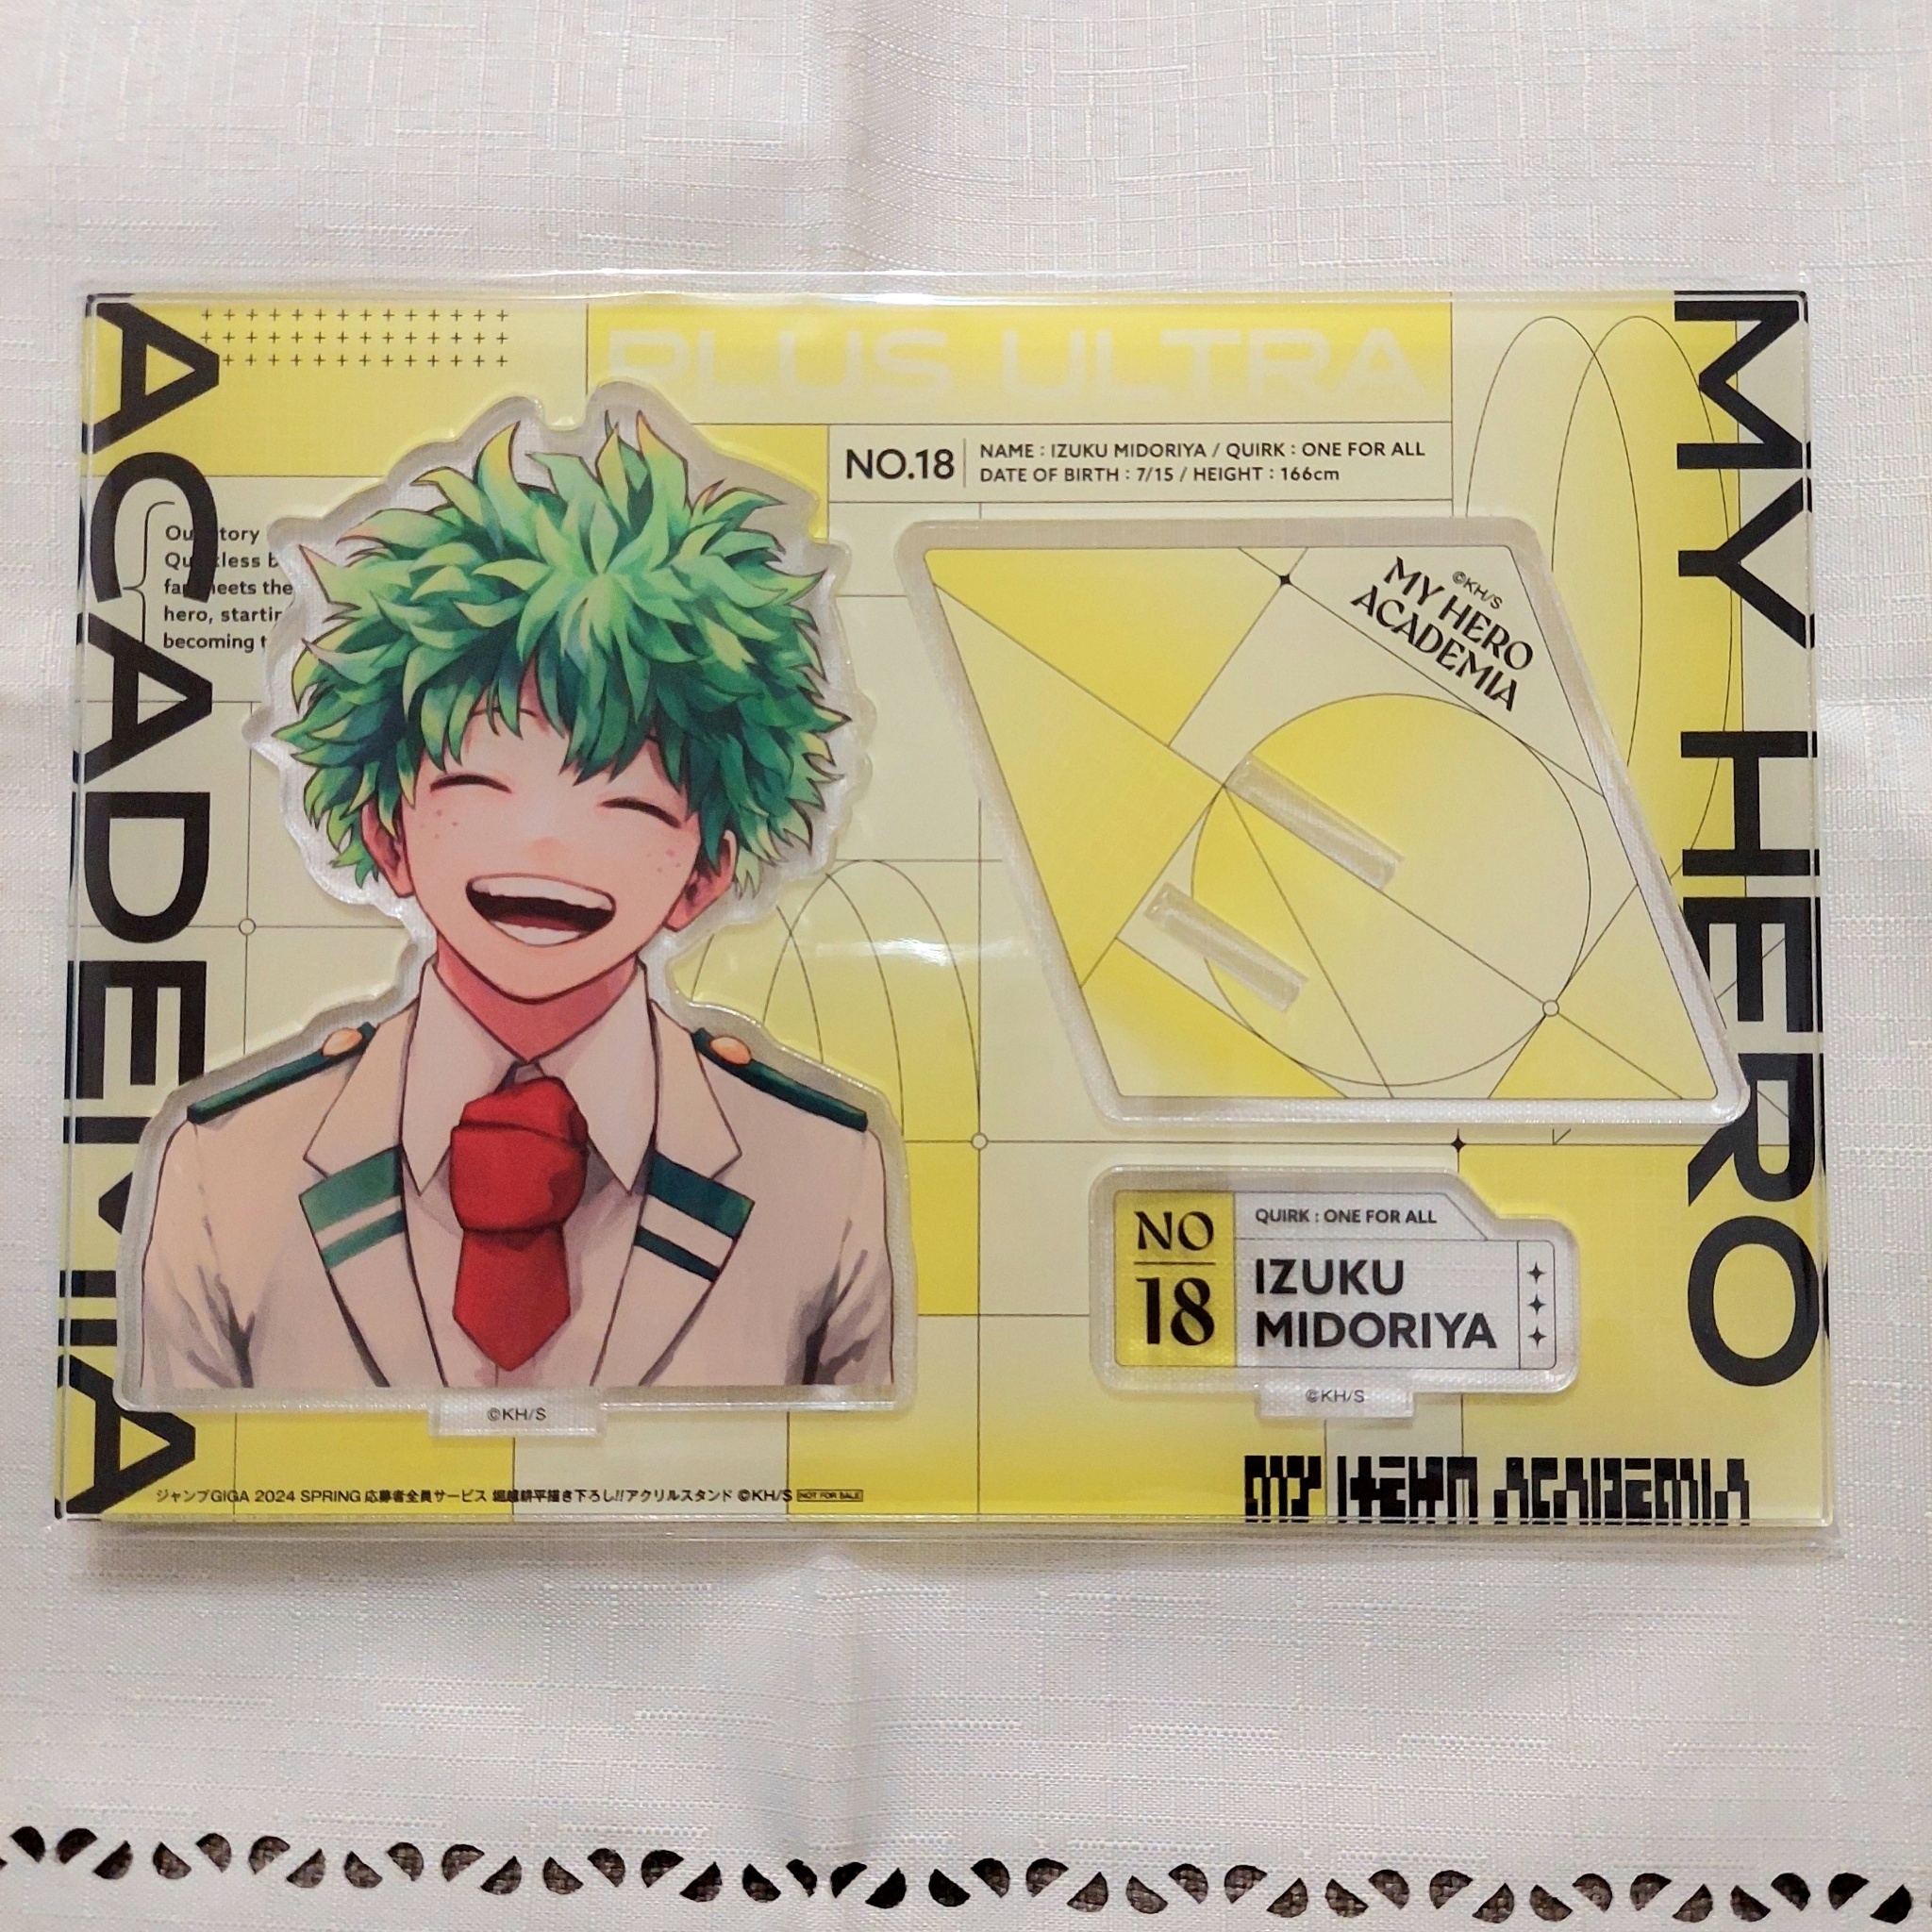 PLUS ULTRA
NO.18
NAME : IZUKU MIDORIYA / QUIRK : ONE FOR ALL
DATE OF BIRTH : 7/15 / HEIGHT : 166cm
MY HERO
ACADEMIA
meets the
hero,
becoming
©KH/S
MY HERO
ACADEMIA
NO
18
QUIRK : ONE FOR ALL
IZUKU
MIDORIYA
©KH/S
©KH/S
ジャンプGIGA 2024 SPRING 応募者全員サービス 堀越耕平描き下ろし!!アクリルスタンド ©KH/S NOT FOR SALE
MY HERO ACADEMIA